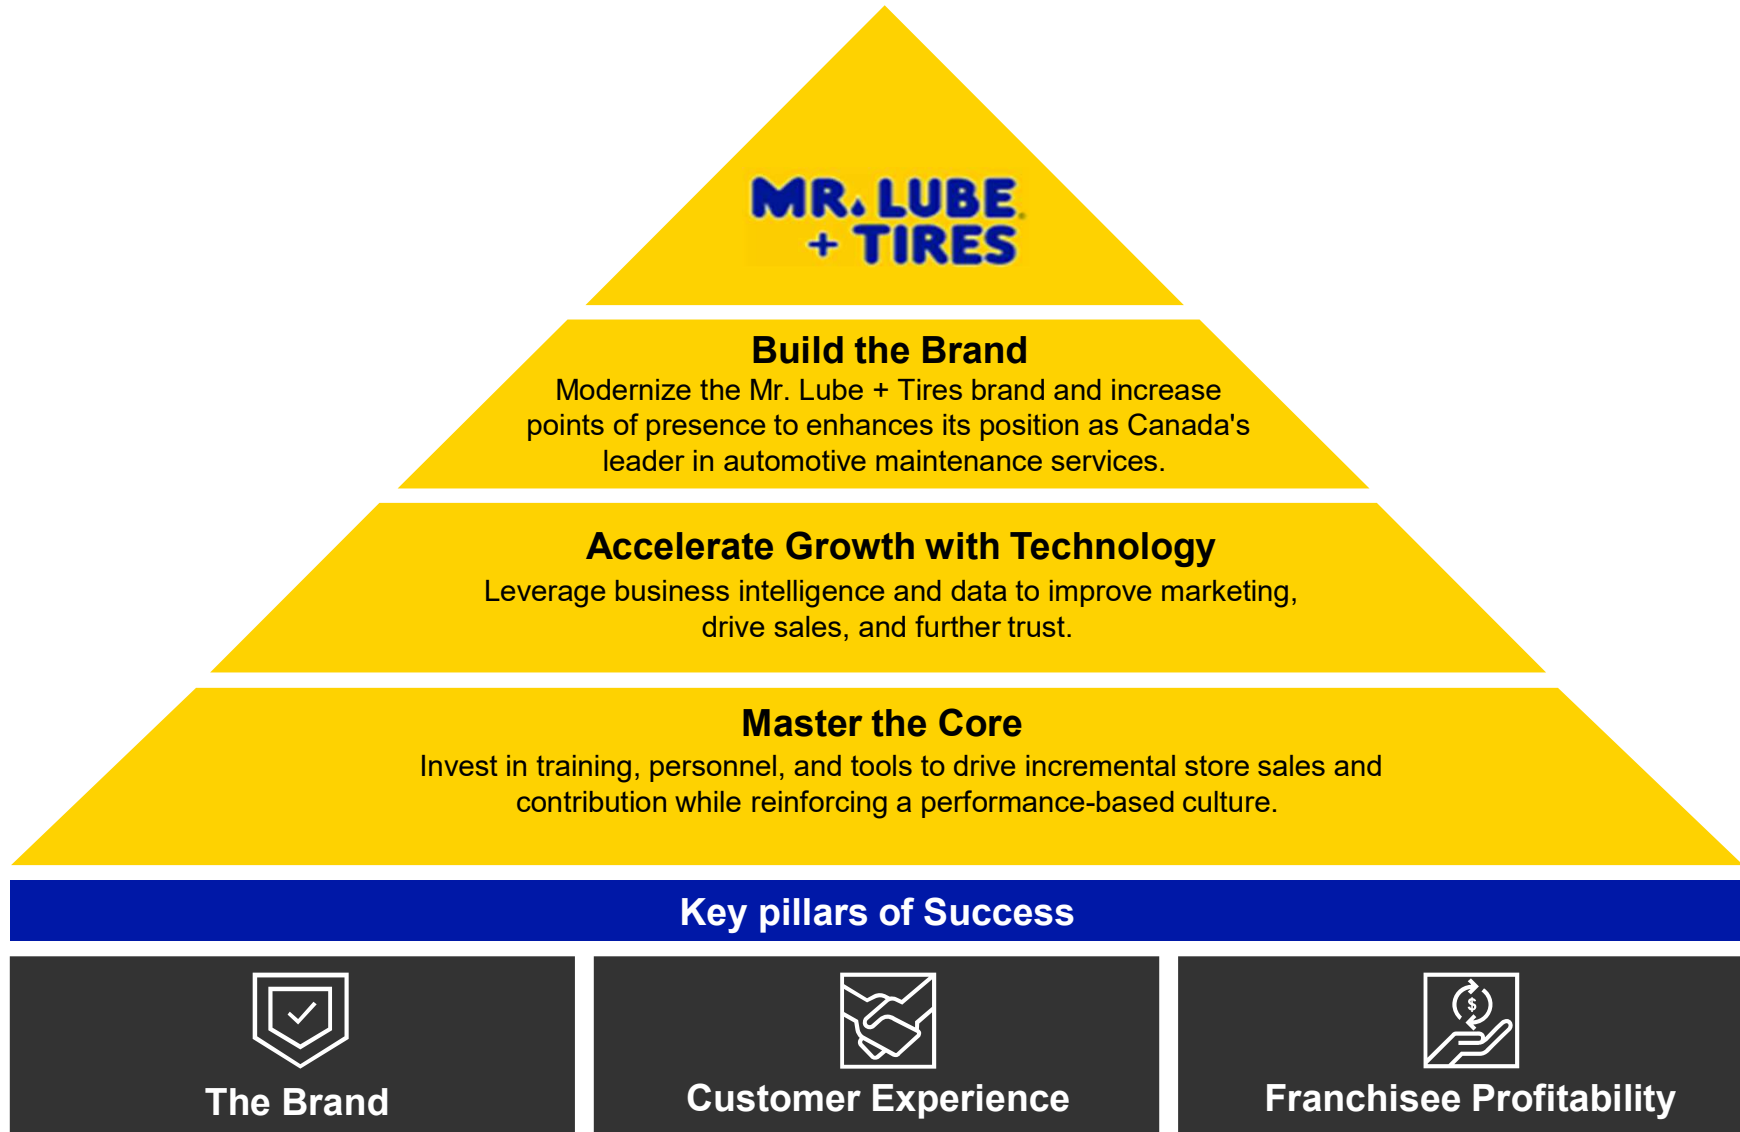 MR. LUBE
+ TIRES
Build the Brand
Modernize the Mr. Lube + Tires brand and increase
points of presence to enhances its position as Canada's
leader in automotive maintenance services.
Accelerate Growth with Technology
Leverage business intelligence and data to improve marketing,
drive sales, and further trust.
Master the Core
Invest in training, personnel, and tools to drive incremental store sales and
contribution while reinforcing a performance-based culture.
Key pillars of Success
$
$
The Brand
Customer Experience
Franchisee Profitability